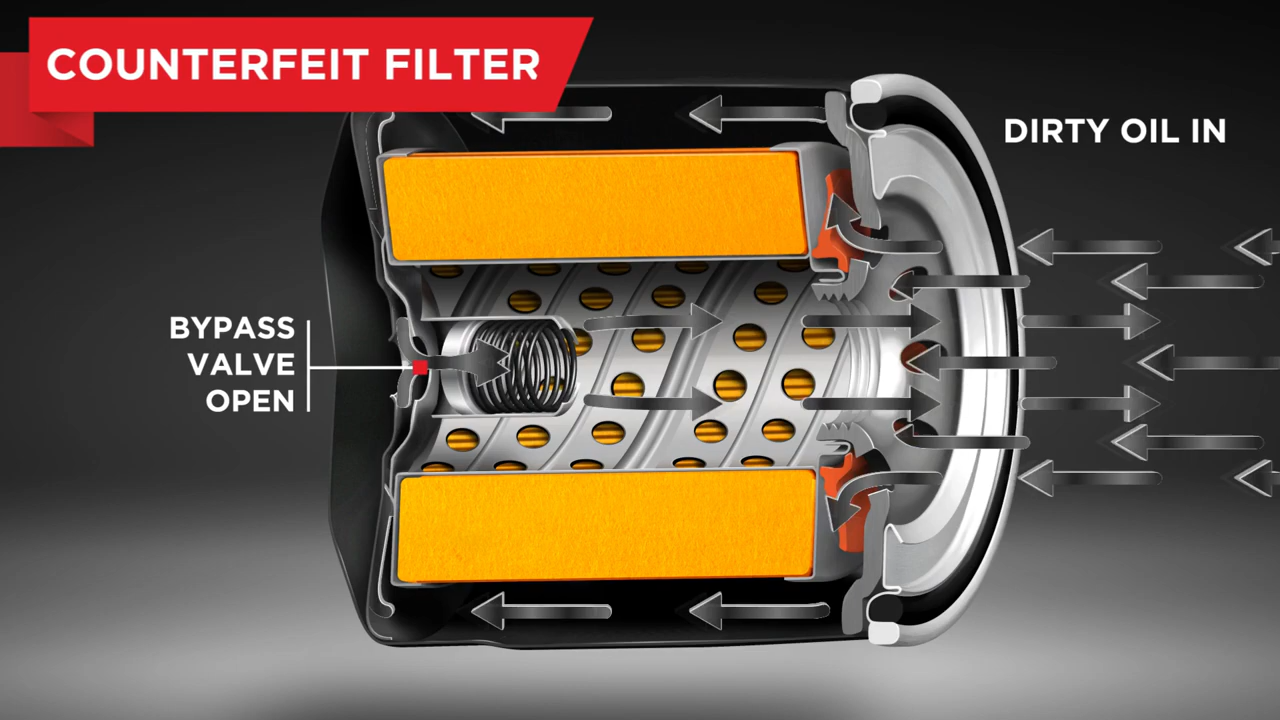 COUNTERFEIT FILTER
DIRTY OIL IN
BYPASS
VALVE
OPEN